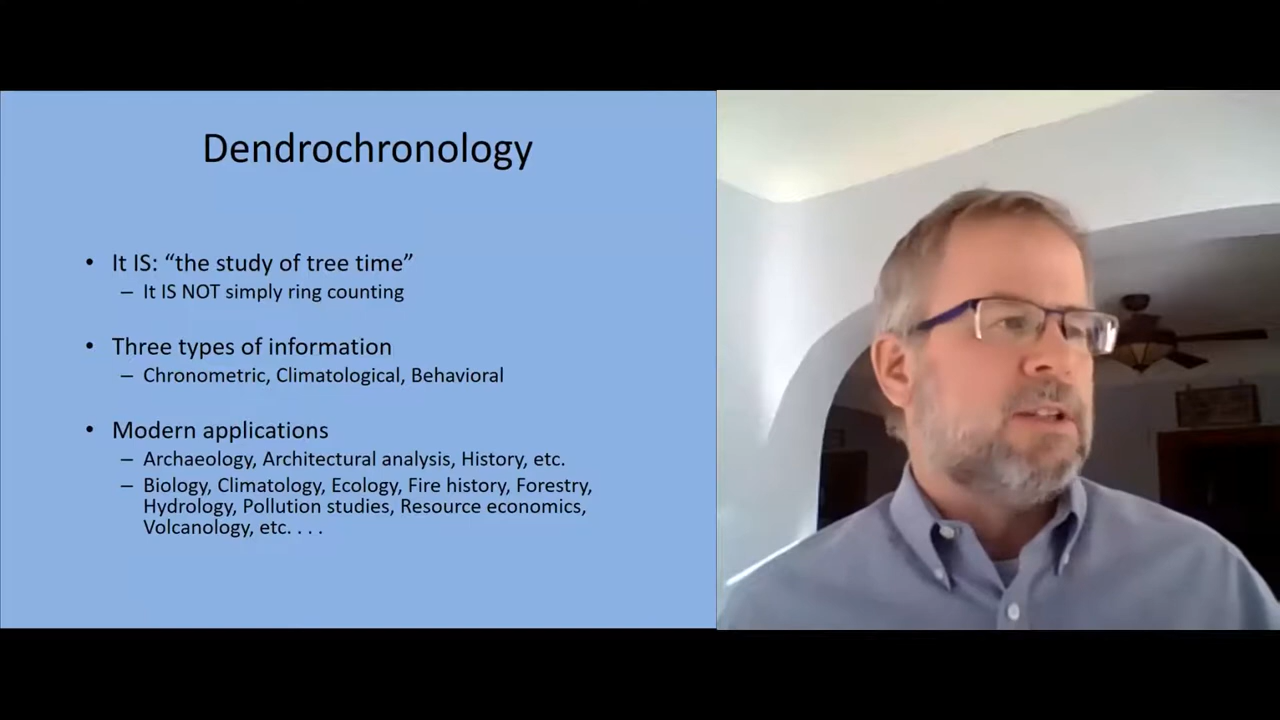 Dendrochronology
• It IS: “the study of tree time”
– It IS NOT simply ring counting
• Three types of information
– Chronometric, Climatological, Behavioral
• Modern applications
– Archaeology, Architectural analysis, History, etc.
– Biology, Climatology, Ecology, Fire history, Forestry,
Hydrology, Pollution studies, Resource economics,
Volcanology, etc. . . .